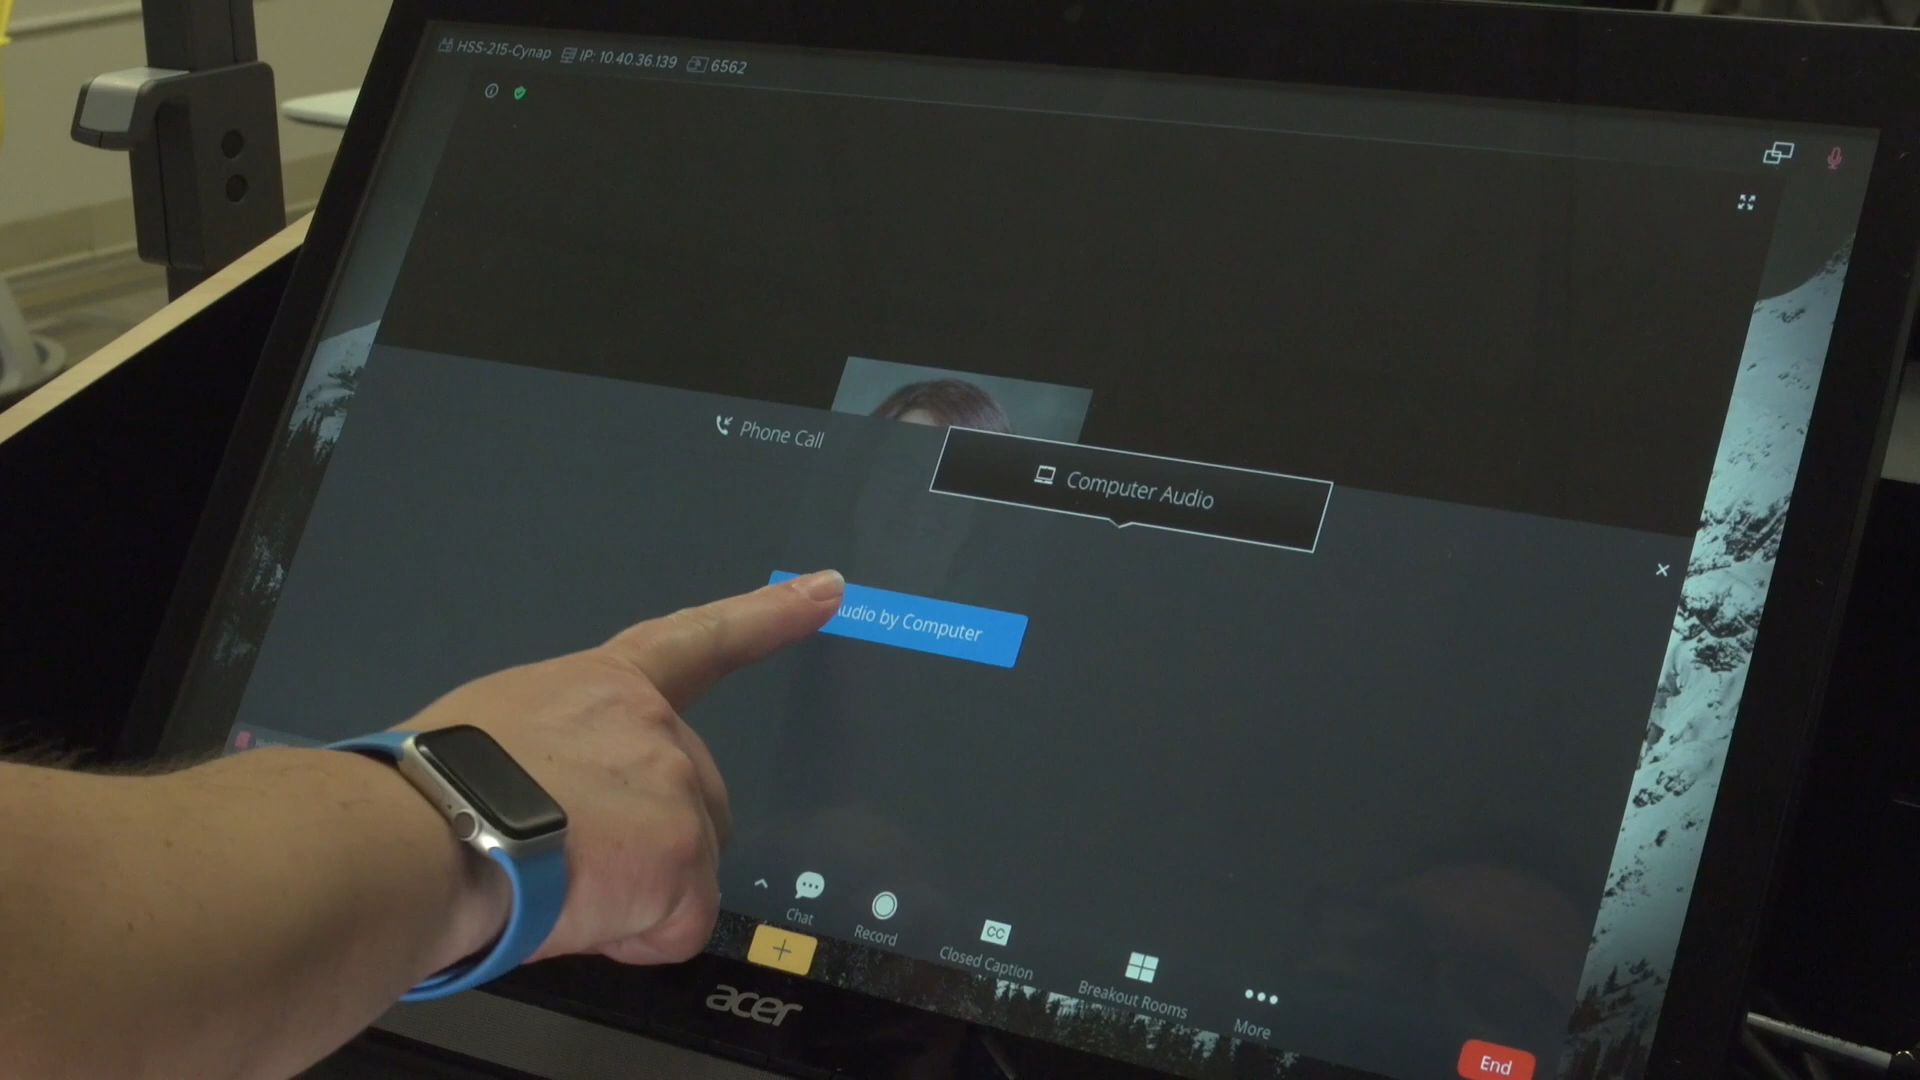 HSS-215-Cynap IP: 10.40.36.139 6562
Phone Call
Computer Audio
Audio by Computer
Chat
Record
CC
Closed Caption
Breakout Rooms
More
End
acer